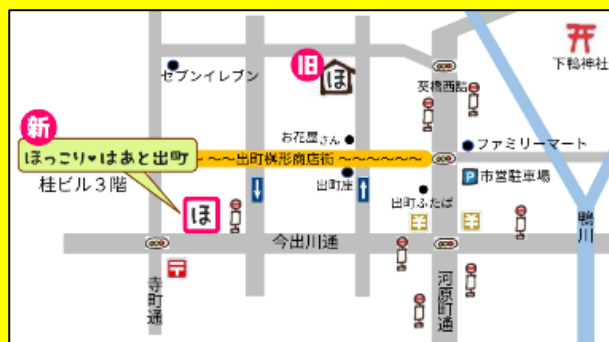 旧
ほ
下鴨神社
セブンイレブン
葵橋西詰
新
お花屋さん
ファミリーマート
ほっこり♥はあと出町
～～出町桝形商店街～～～～～～
桂ビル３階
出町座
P市営駐車場
出町ふたば
ほ
鴨川
今出川通
寺町通
河原町通